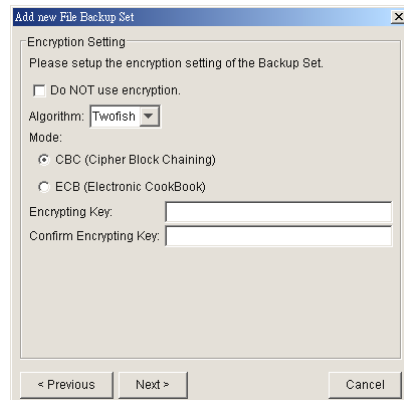 Add new File Backup Set
Encryption Setting
Please setup the encryption setting of the Backup Set.
Do NOT use encryption.
Algorithm: Twofish
Mode:
CBC (Cipher Block Chaining)
ECB (Electronic CookBook)
Encrypting Key:
Confirm Encrypting Key:
< Previous Next > Cancel